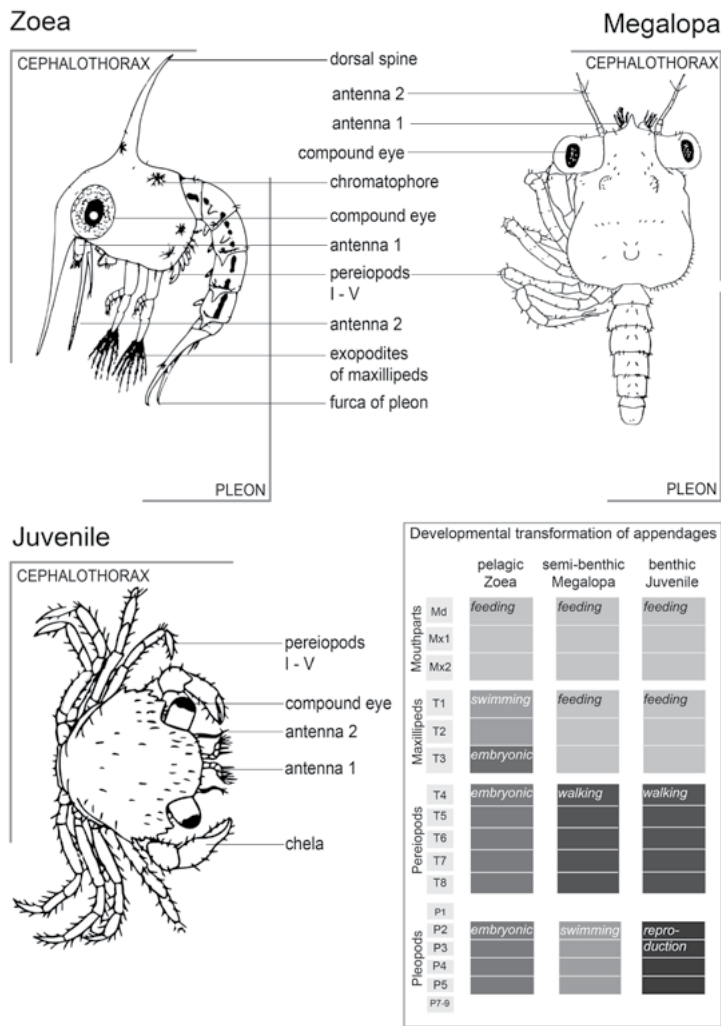 Zoea
Megalopa
CEPHALOTHORAX
CEPHALOTHORAX
dorsal spine
antenna 2
antenna 1
compound eye
chromatophore
compound eye
antenna 1
pereiopods
I - V
antenna 2
exopodites
of maxillipeds
furca of pleon
PLEON
PLEON
Juvenile
CEPHALOTHORAX
pereiopods
I - V
compound eye
antenna 2
antenna 1
chela
Developmental transformation of appendages
pelagic semi-benthic benthic
Zoea Megalopa Juvenile
Mouthparts
Md feeding feeding feeding
Mx1
Mx2
Maxillipeds
T1 swimming feeding feeding
T2
T3 embryonic
Pereiopods
T4 embryonic walking walking
T5
T6
T7
T8
Pleopods
P1
P2 embryonic swimming repro-
P3 duction
P4
P5
P7-9